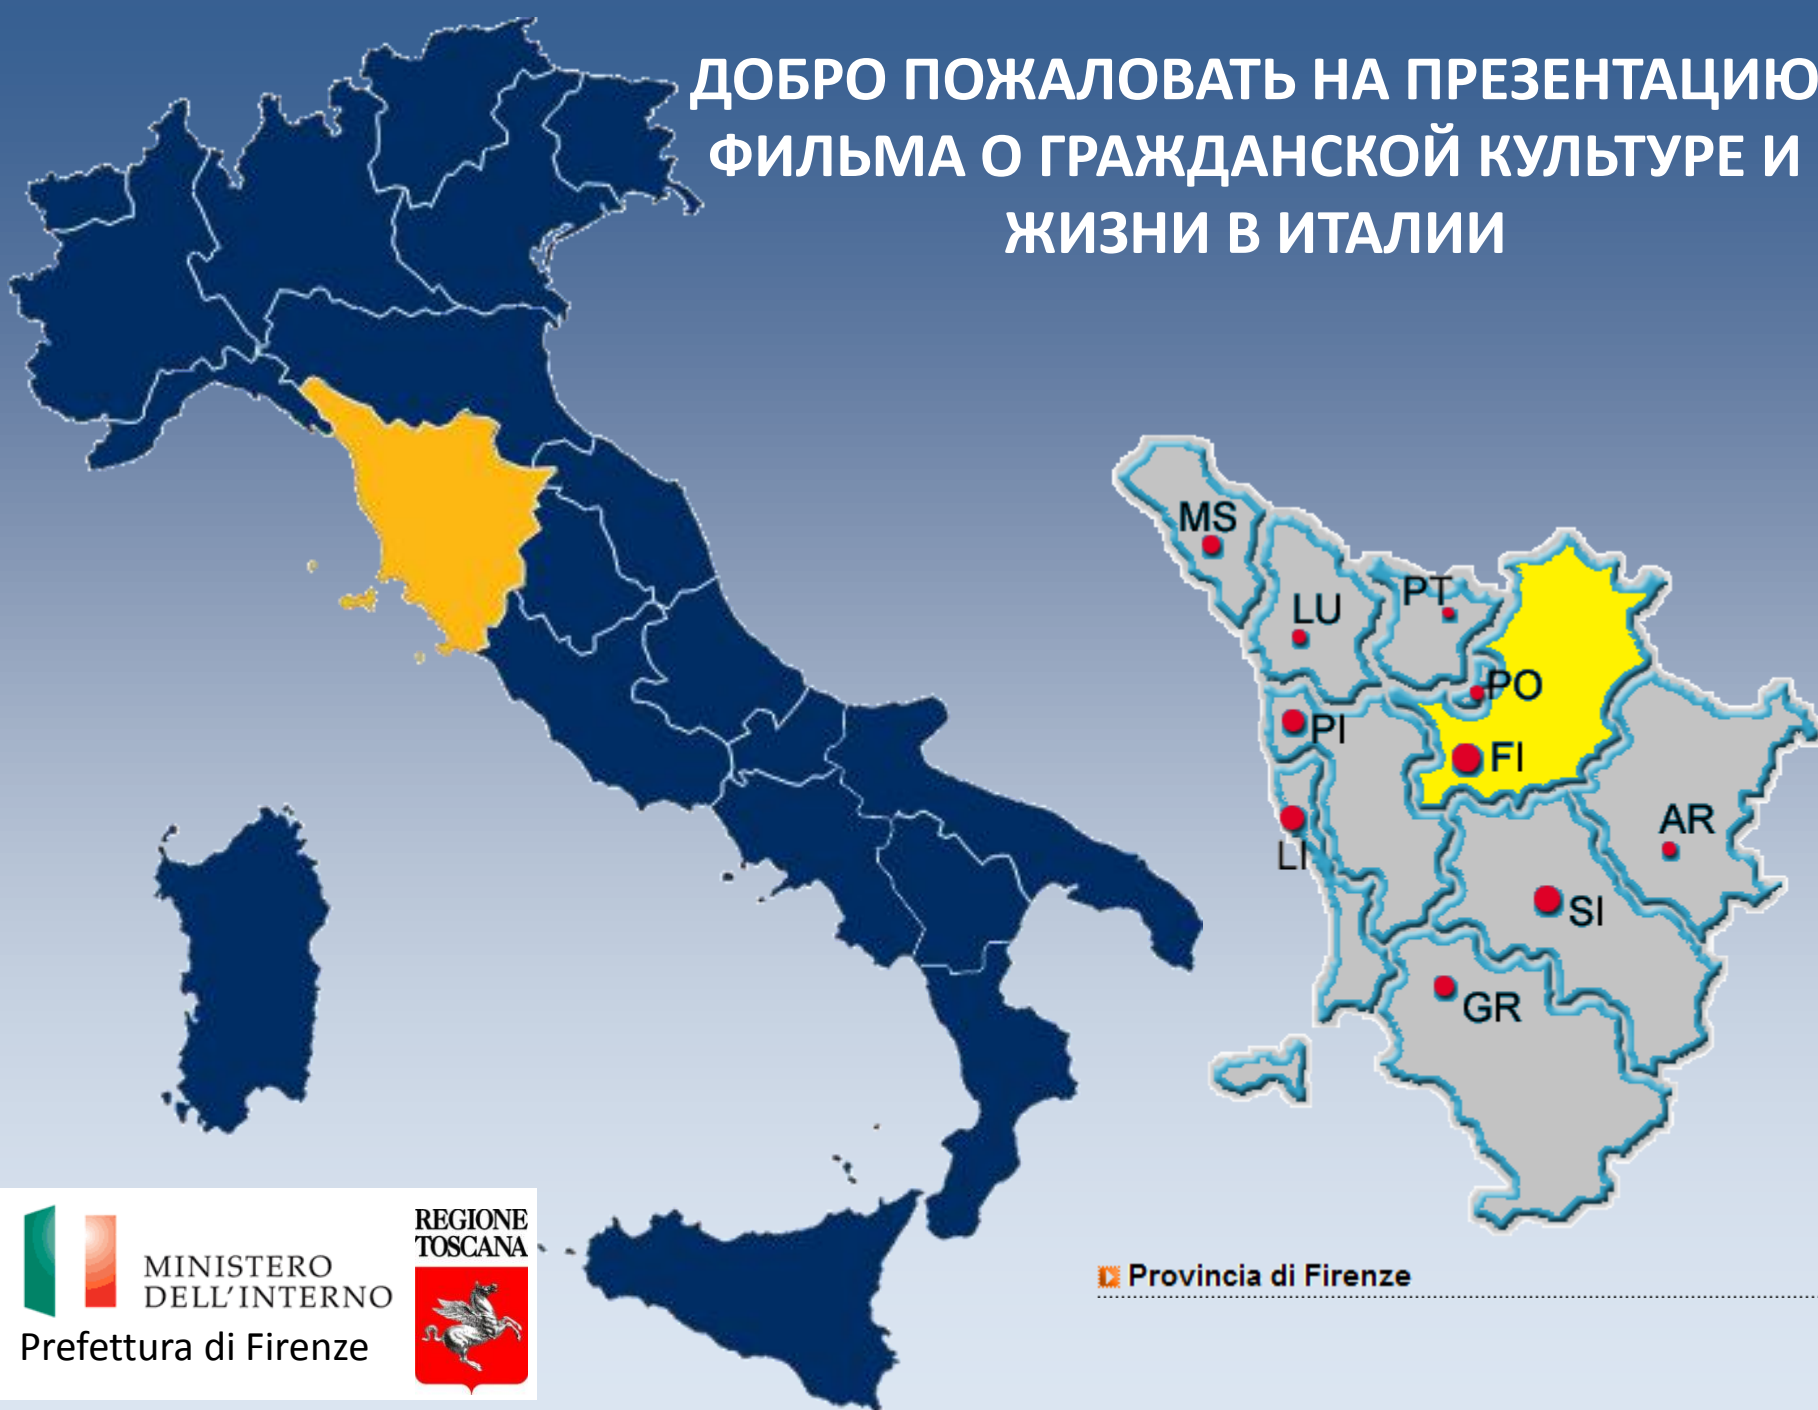 ДОБРО ПОЖАЛОВАТЬ НА ПРЕЗЕНТАЦИЮ
ФИЛЬМА О ГРАЖДАНСКОЙ КУЛЬТУРЕ И
ЖИЗНИ В ИТАЛИИ
MS
LU
PT
PO
PI
FI
LI
AR
SI
GR
Provincia di Firenze
MINISTERO
DELL'INTERNO
Prefettura di Firenze
REGIONE
TOSCANA